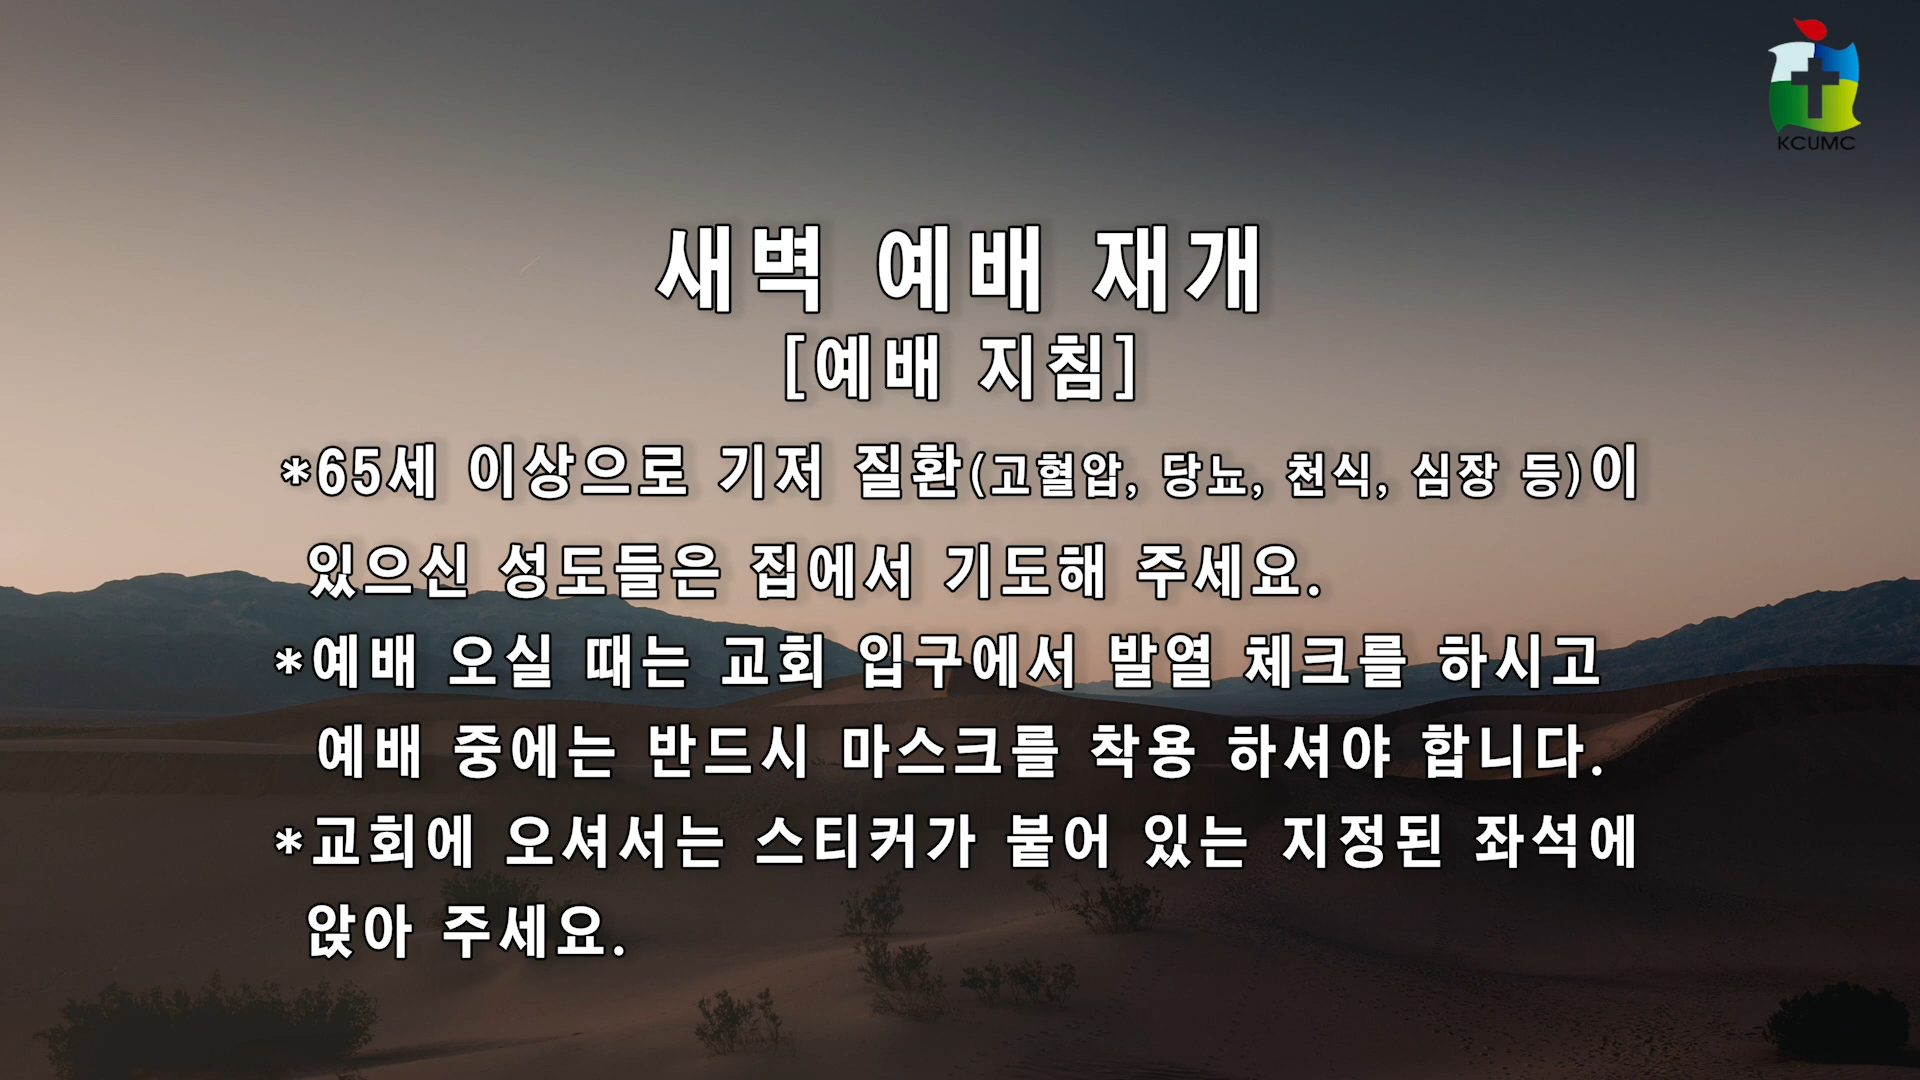 KCUMC
새벽 예배 재개
[예배 지침]
*65세 이상으로 기저 질환(고혈압, 당뇨, 천식, 심장 등)이
있으신 성도들은 집에서 기도해 주세요.
*예배 오실 때는 교회 입구에서 발열 체크를 하시고
예배 중에는 반드시 마스크를 착용 하셔야 합니다.
*교회에 오셔서는 스티커가 붙어 있는 지정된 좌석에
앉아 주세요.